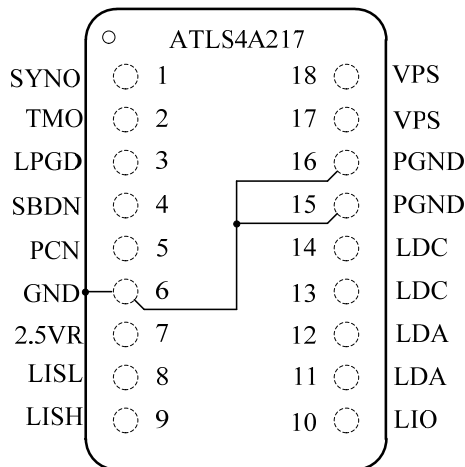 ATLS4A217
SYNO 1 18 VPS
TMO 2 17 VPS
LPGD 3 16 PGND
SBDN 4 15 PGND
PCN 5 14 LDC
GND 6 13 LDC
2.5VR 7 12 LDA
LISL 8 11 LDA
LISH 9 10 LIO